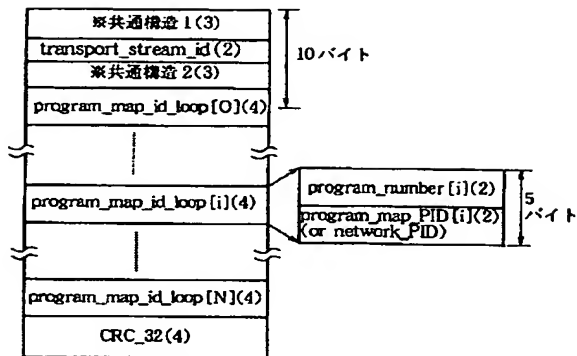 ※共通構造1(3)
transport_stream_id(2)
※共通構造2(3)
program_map_id_loop[O](4)
10バイト
program_map_id_loop[i](4)
program_number[i](2)
program_map_PID[i](2)
(or network_PID)
5
バイト
program_map_id_loop[N](4)
CRC_32(4)